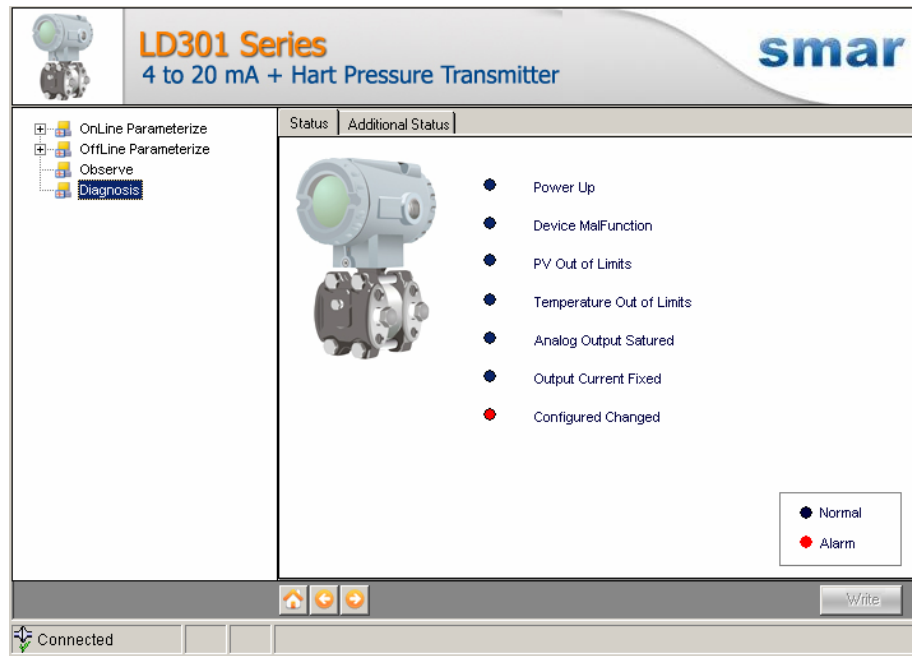 LD301 Series
4 to 20 mA + Hart Pressure Transmitter
smar
OnLine Parameterize
OffLine Parameterize
Observe
Diagnosis
Status
Additional Status
Power Up
Device MalFunction
PV Out of Limits
Temperature Out of Limits
Analog Output Satured
Output Current Fixed
Configured Changed
Normal
Alarm
Write
Connected